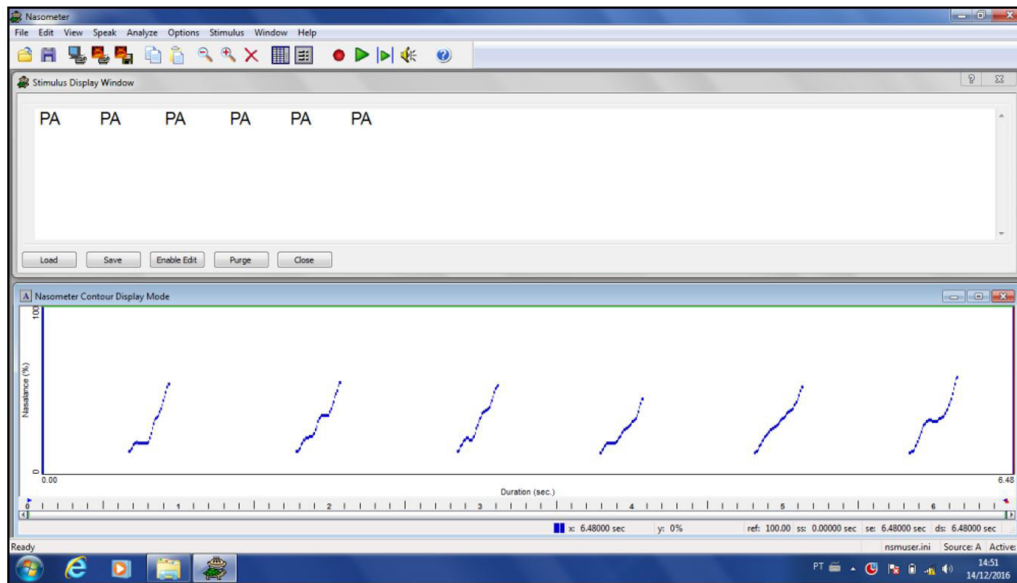 Nasometer
File Edit View Speak Analyze Options Stimulus Window Help
Stimulus Display Window
PA PA PA PA PA PA
Load Save Enable Edit Purge Close
A Nasometer Contour Display Mode
100
Nasalance (%)
0
0.00 6.48
Duration (sec.)
0 1 2 3 4 5 6
x: 6.48000 sec y: 0% ref: 100.00 ss: 0.00000 sec se: 6.48000 sec ds: 6.48000 sec
Ready nsmuser.ini Source: A Active:
PT 14:51
14/12/2016